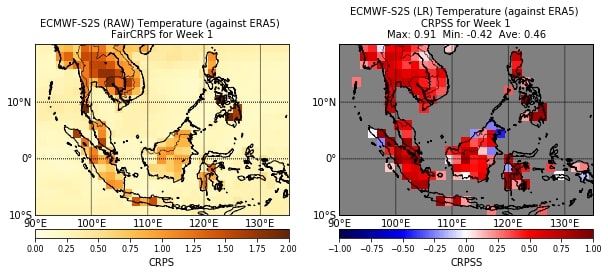 ECMWF-S2S (RAW) Temperature (against ERA5)
FairCRPS for Week 1
10°N
0°
10°S
90°E 100°E 110°E 120°E 130°E
0.00 0.25 0.50 0.75 1.00 1.25 1.50 1.75 2.00
CRPS
ECMWF-S2S (LR) Temperature (against ERA5)
CRPSS for Week 1
Max: 0.91 Min: -0.42 Ave: 0.46
10°N
0°
10°S
90°E 100°E 110°E 120°E 130°E
−1.00 −0.75 −0.50 −0.25 0.00 0.25 0.50 0.75 1.00
CRPSS